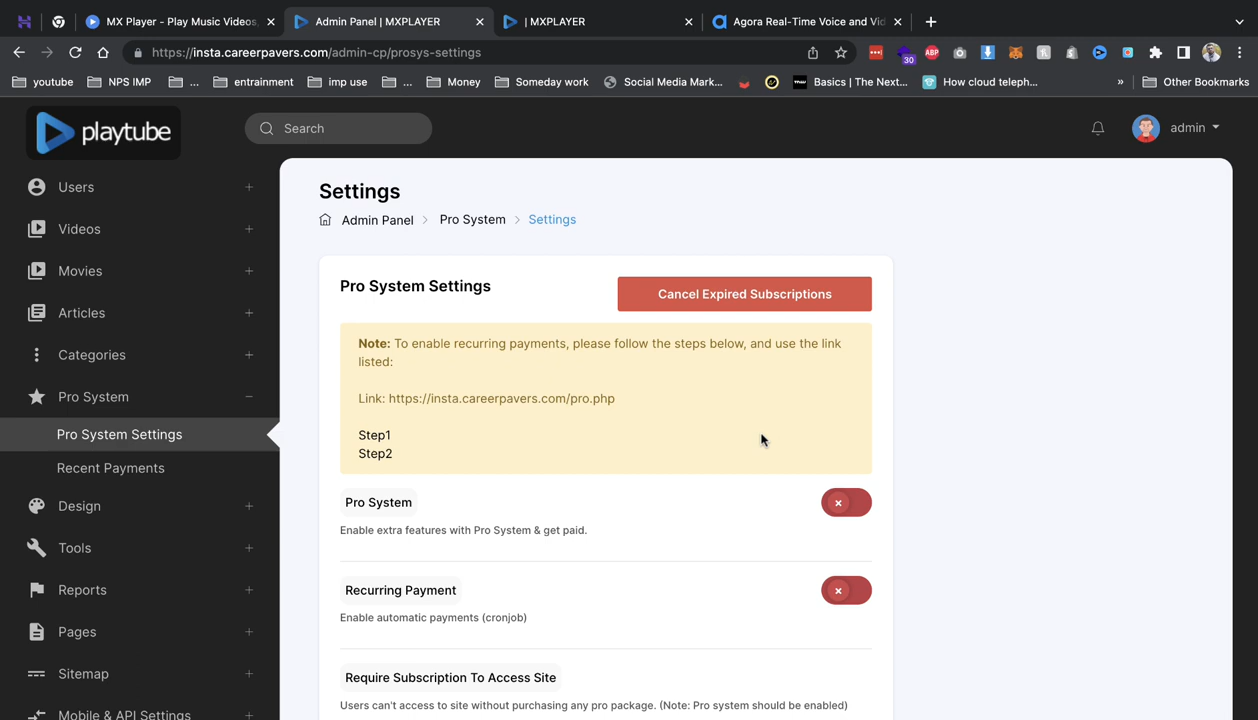 MX Player - Play Music Videos,
Admin Panel | MXPLAYER
| MXPLAYER
Agora Real-Time Voice and Vid
https://insta.careerpavers.com/admin-cp/prosys-settings
30
ABP
youtube
NPS IMP
...
entrainment
imp use
...
Money
Someday work
Social Media Mark...
Basics | The Next...
How cloud teleph...
»
Other Bookmarks
playtube
Search
admin
Users
Videos
Movies
Articles
Categories
Pro System
Pro System Settings
Recent Payments
Design
Tools
Reports
Pages
Sitemap
Mobile & API Settings
Settings
Admin Panel > Pro System > Settings
Pro System Settings
Cancel Expired Subscriptions
Note: To enable recurring payments, please follow the steps below, and use the link
listed:
Link: https://insta.careerpavers.com/pro.php
Step1
Step2
Pro System
Enable extra features with Pro System & get paid.
Recurring Payment
Enable automatic payments (cronjob)
Require Subscription To Access Site
Users can't access to site without purchasing any pro package. (Note: Pro system should be enabled)